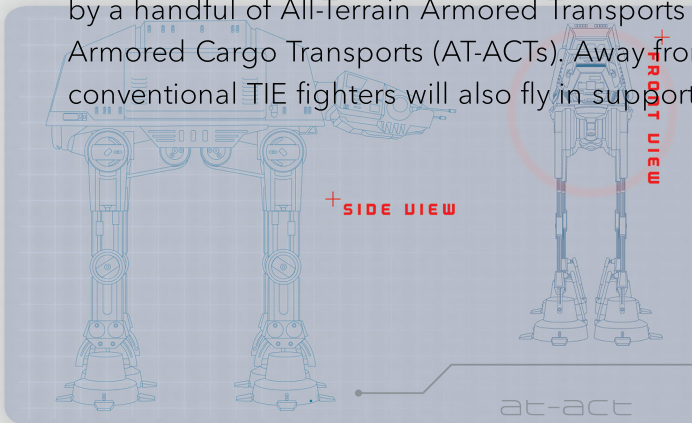 by a handful of All-Terrain Armored Transports
Armored Cargo Transports (AT-ACTs). Away from
conventional TIE fighters will also fly in support
FRONT VIEW
SIDE VIEW
at-act